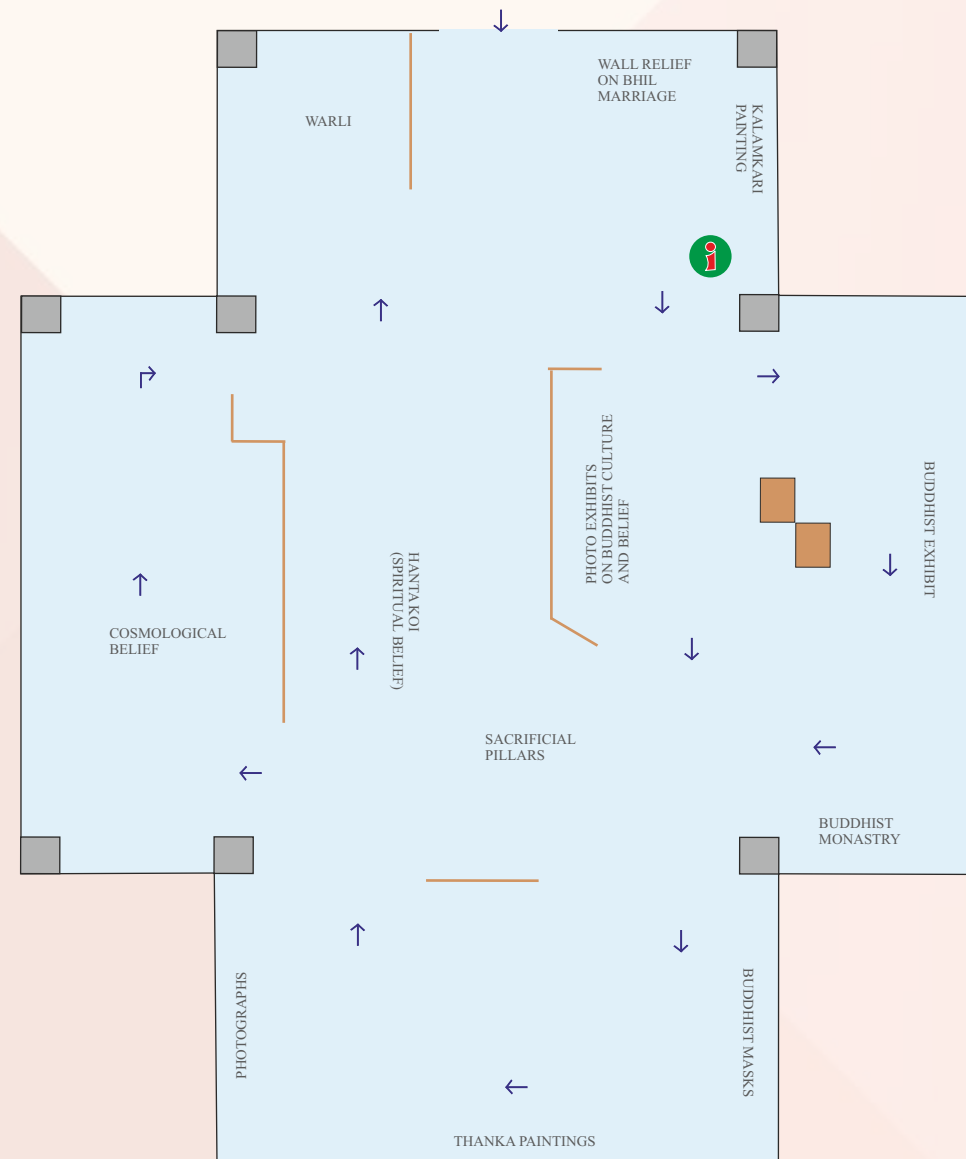 WALL RELIEF
ON BHIL
MARRIAGE
WARLI
KALAMKARI
PAINTING
i
PHOTO EXHIBITS
ON BUDDHIST CULTURE
AND BELIEF
BUDDHIST EXHIBIT
HANTA KOI
(SPIRITUAL BELIEF)
COSMOLOGICAL
BELIEF
SACRIFICIAL
PILLARS
BUDDHIST
MONASTRY
PHOTOGRAPHS
BUDDHIST MASKS
THANKA PAINTINGS